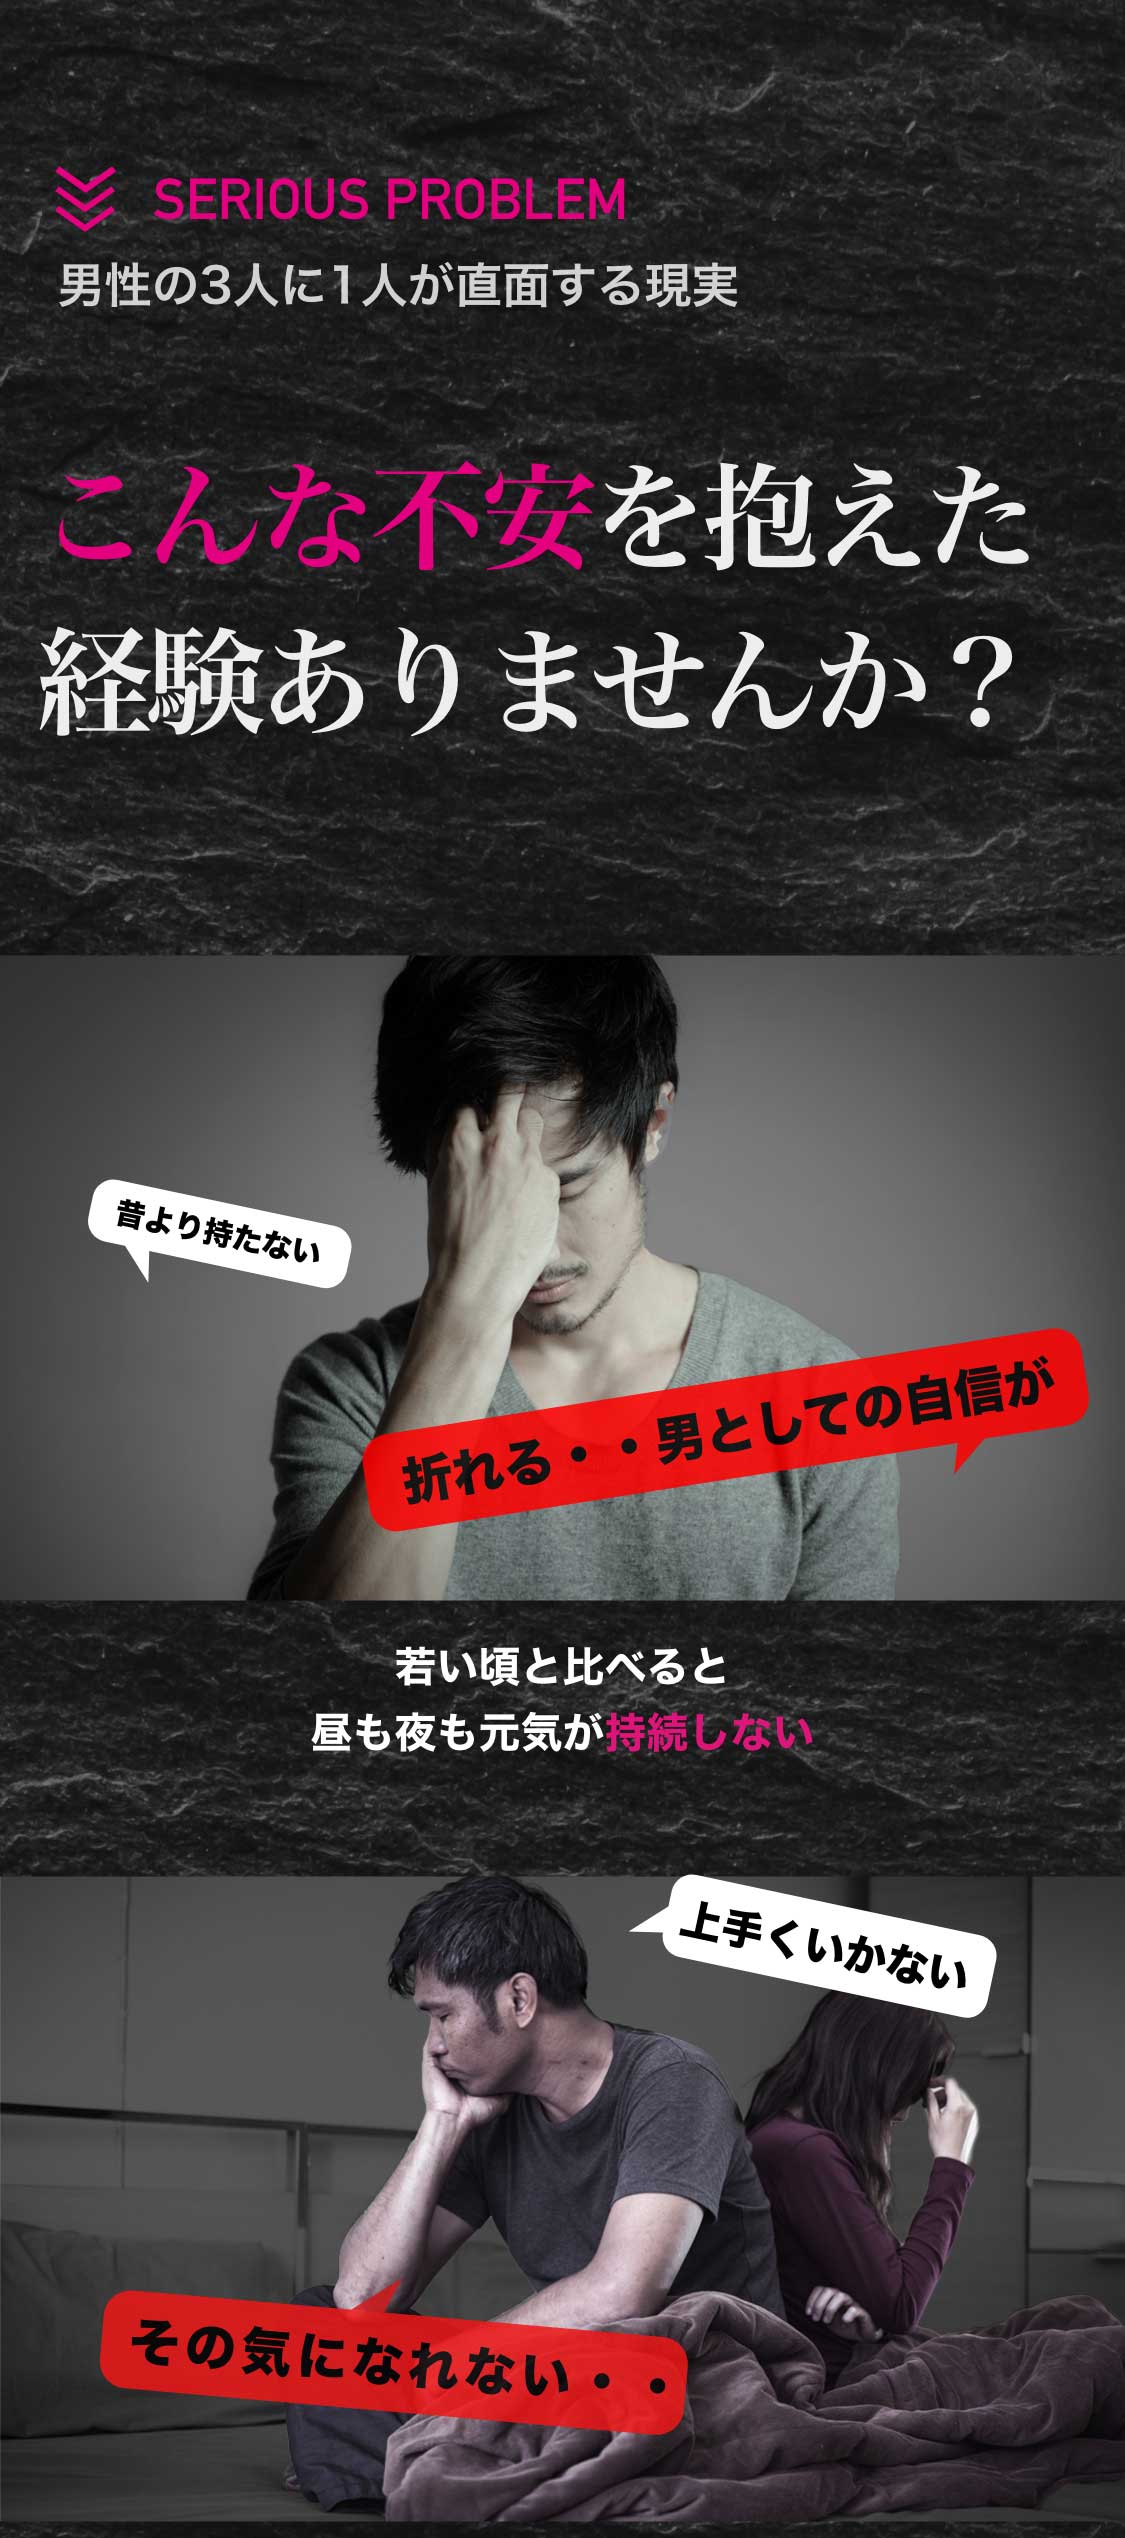 SERIOUS PROBLEM
男性の3人に1人が直面する現実
こんな不安を抱えた
経験ありませんか？
昔より持たない
折れる・・男としての自信が
若い頃と比べると
昼も夜も元気が持続しない
上手くいかない
その気になれない・・